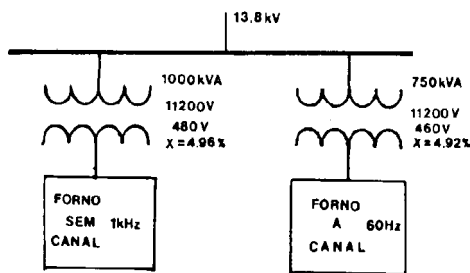 13,8 kV
1000kVA
11200V
480V
X=4.96%
750kVA
11200V
460V
X=4.92%
FORNO
SEM 1kHz
CANAL
FORNO
A 60Hz
CANAL